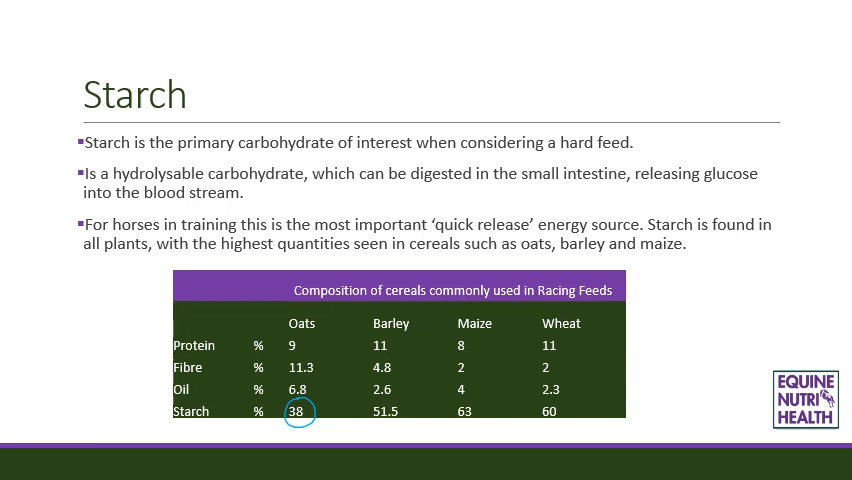 Starch
▪Starch is the primary carbohydrate of interest when considering a hard feed.
▪Is a hydrolysable carbohydrate, which can be digested in the small intestine, releasing glucose
into the blood stream.
▪For horses in training this is the most important ‘quick release’ energy source. Starch is found in
all plants, with the highest quantities seen in cereals such as oats, barley and maize.
Composition of cereals commonly used in Racing Feeds
Oats Barley Maize Wheat
Protein % 9 11 8 11
Fibre % 11.3 4.8 2 2
Oil % 6.8 2.6 4 2.3
Starch % 38 51.5 63 60
EQUINE
NUTRI
HEALTH